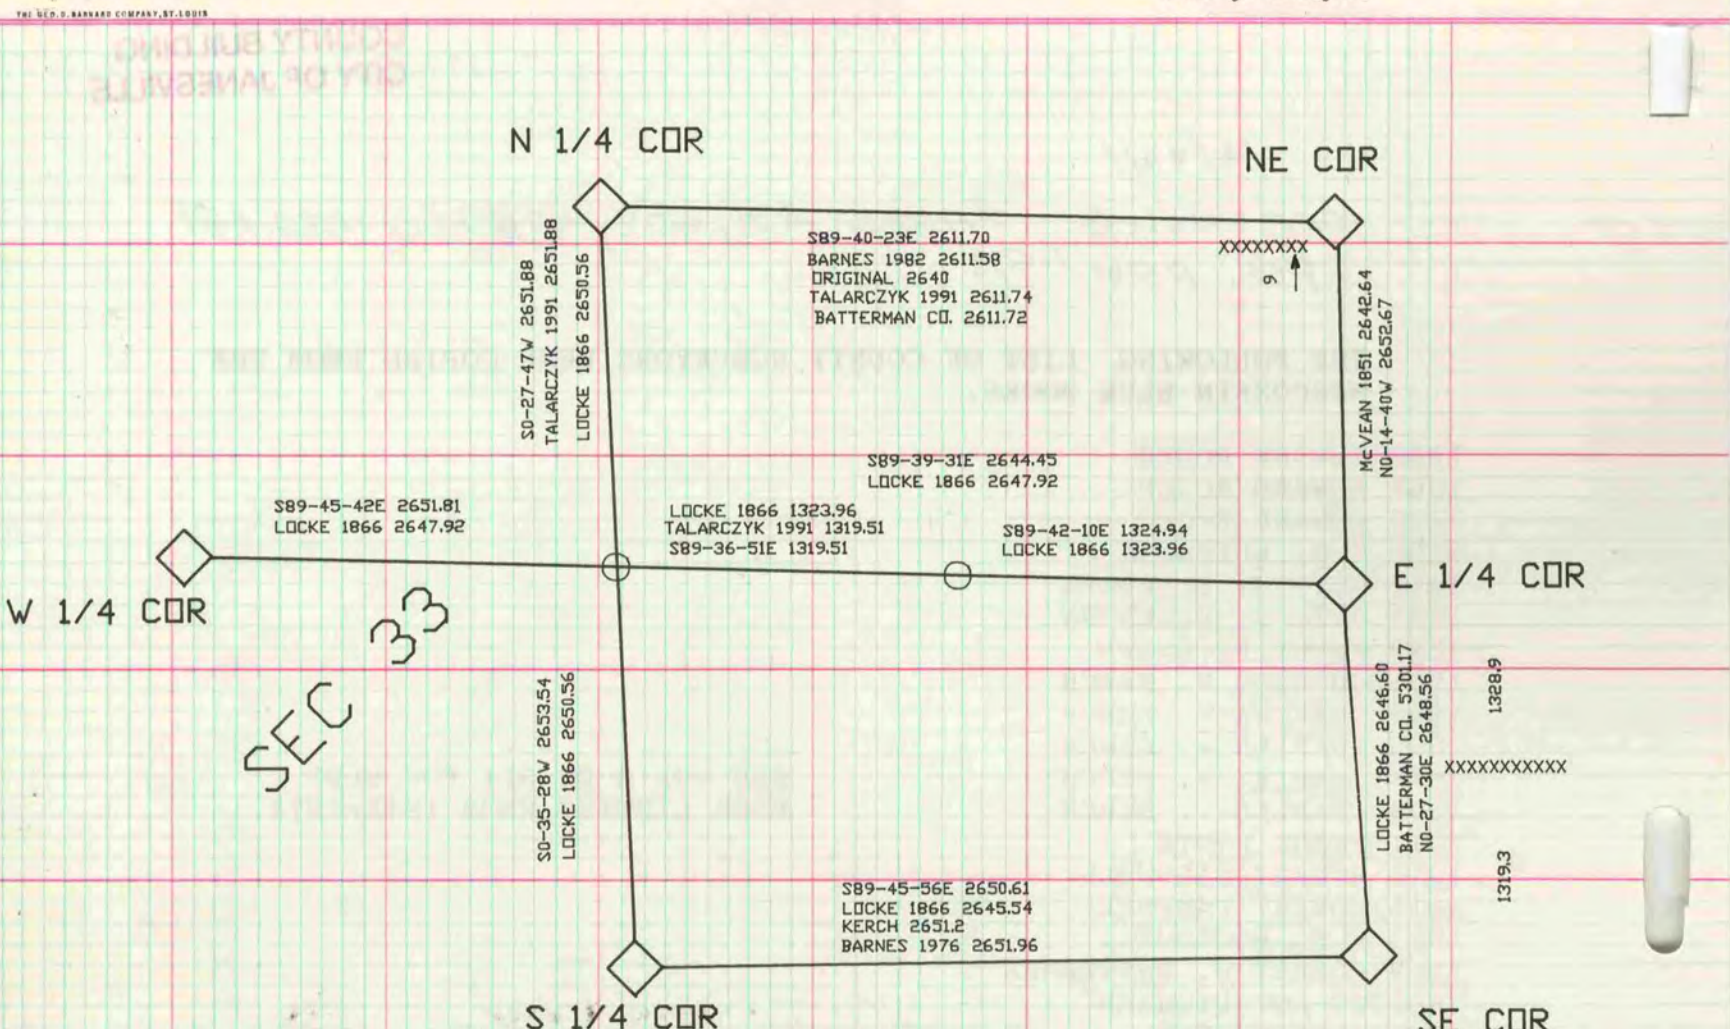 THE GEO.D.BARNARD COMPANY,ST.LOUIS
COUNTY BUILDING
CITY OF JANESVILLE
N 1/4 COR
NE COR
S89-40-23E 2611.70
BARNES 1982 2611.58
ORIGINAL 2640
TALARCZYK 1991 2611.74
BATTERMAN CO. 2611.72
XXXXXXXX
9
S0-27-47W 2651.88
TALARCZYK 1991 2651.88
LOCKE 1866 2650.56
McVEAN 1851 2642.64
N0-14-40W 2652.67
S89-39-31E 2644.45
LOCKE 1866 2647.92
S89-45-42E 2651.81
LOCKE 1866 2647.92
LOCKE 1866 1323.96
TALARCZYK 1991 1319.51
S89-36-51E 1319.51
S89-42-10E 1324.94
LOCKE 1866 1323.96
W 1/4 COR
E 1/4 COR
SEC 33
S0-35-28W 2653.54
LOCKE 1866 2650.56
LOCKE 1866 2646.60
BATTERMAN CO. 5301.17
N0-27-30E 2648.56
1328.9
XXXXXXXXXXX
1319.3
S89-45-56E 2650.61
LOCKE 1866 2645.54
KERCH 2651.2
BARNES 1976 2651.96
S 1/4 COR
SE COR